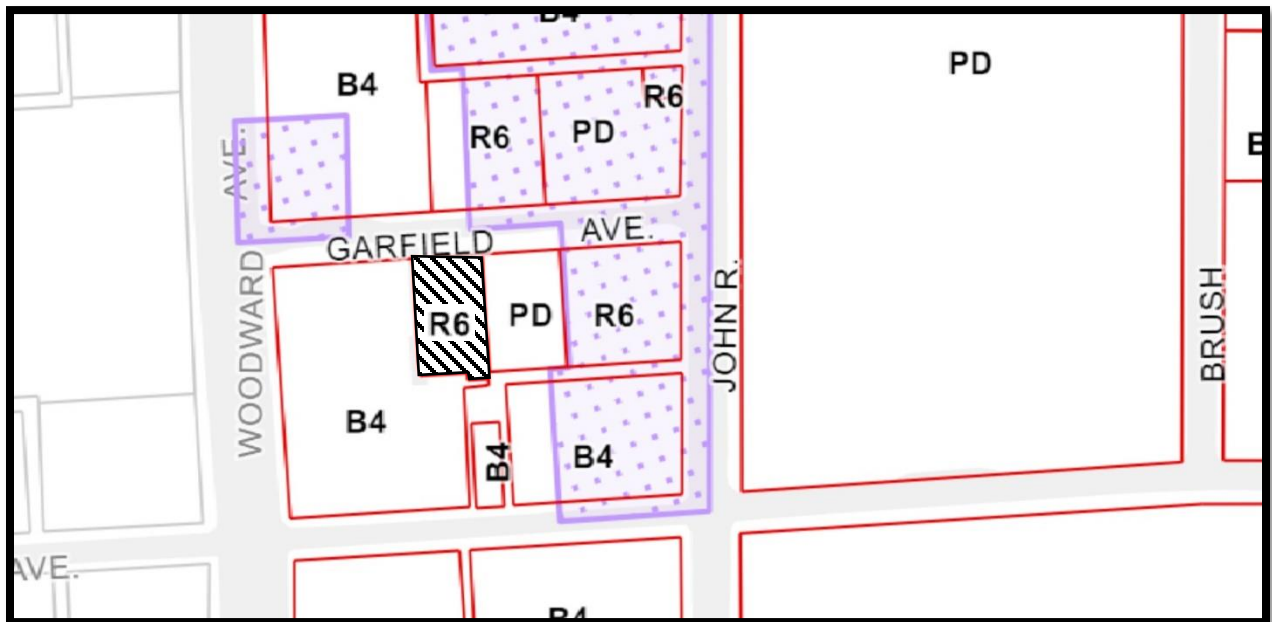 B4
PD
B4
R6
R6
PD
B
AVE.
AVE.
GARFIELD
WOODWARD
R6
PD
R6
JOHN R.
BRUSH
B4
B4
B4
AVE.
B4